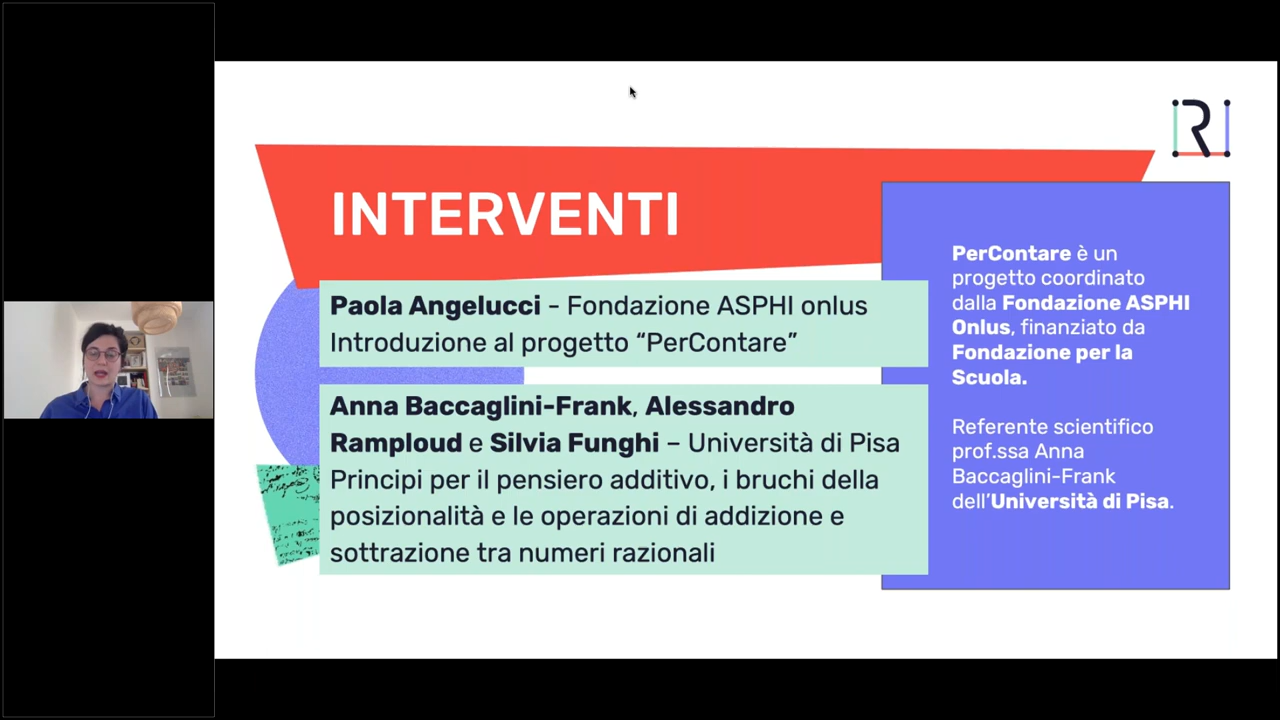 INTERVENTI
Paola Angelucci - Fondazione ASPHI onlus
Introduzione al progetto “PerContare”
Anna Baccaglini-Frank, Alessandro
Ramploud e Silvia Funghi – Università di Pisa
Principi per il pensiero additivo, i bruchi della
posizionalità e le operazioni di addizione e
sottrazione tra numeri razionali
PerContare è un
progetto coordinato
dalla Fondazione ASPHI
Onlus, finanziato da
Fondazione per la
Scuola.
Referente scientifico
prof.ssa Anna
Baccaglini-Frank
dell’Università di Pisa.
R